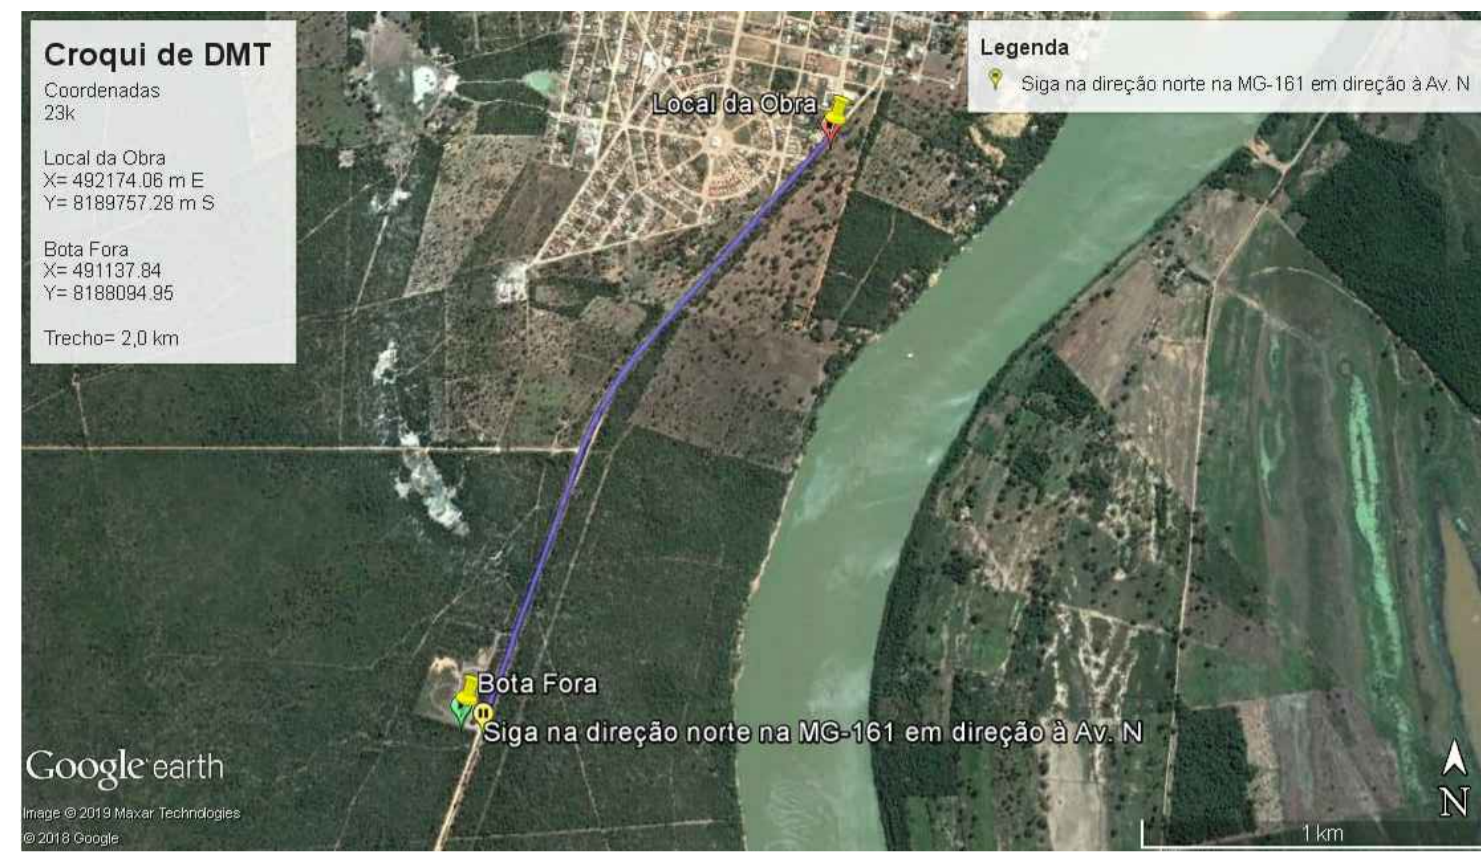 Croqui de DMT
Coordenadas
23k
Local da Obra
X= 492174.06 m E
Y= 8189757.28 m S
Bota Fora
X= 491137.84
Y= 8188094.95
Trecho= 2,0 km
Legenda
Siga na direção norte na MG-161 em direção à Av. N
Local da Obra
Bota Fora
Siga na direção norte na MG-161 em direção à Av. N
Google earth
Image © 2019 Maxar Technologies
© 2018 Google
N
1 km